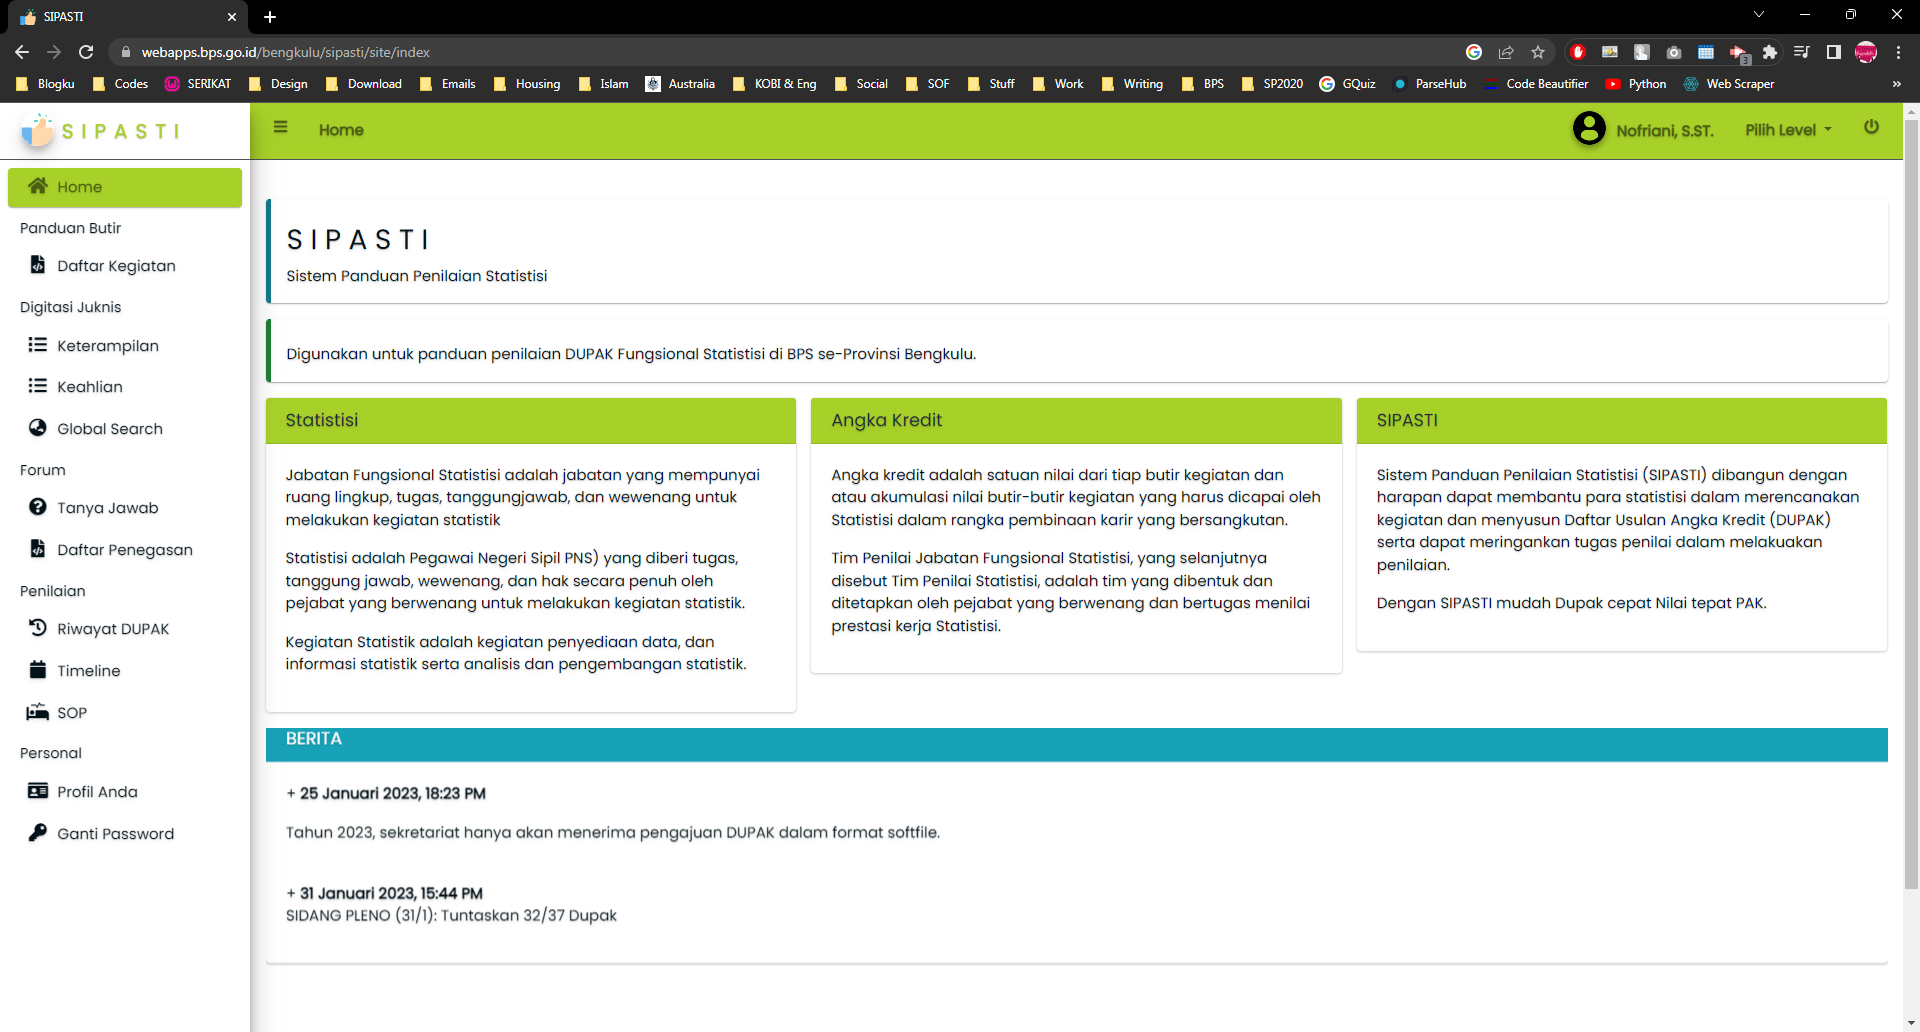 SIPASTI
webapps.bps.go.id/bengkulu/sipasti/site/index
3
Blogku Codes SERIKAT Design Download Emails Housing Islam Australia KOBI & Eng Social SOF Stuff Work Writing BPS SP2020 GQuiz ParseHub Code Beautifier Python Web Scraper »
SIPASTI
Home
Nofriani, S.ST. Pilih Level
Home
Panduan Butir
Daftar Kegiatan
Digitasi Juknis
Keterampilan
Keahlian
Global Search
Forum
Tanya Jawab
Daftar Penegasan
Penilaian
Riwayat DUPAK
Timeline
SOP
Personal
Profil Anda
Ganti Password
SIPASTI
Sistem Panduan Penilaian Statistisi
Digunakan untuk panduan penilaian DUPAK Fungsional Statistisi di BPS se-Provinsi Bengkulu.
Statistisi
Jabatan Fungsional Statistisi adalah jabatan yang mempunyai
ruang lingkup, tugas, tanggungjawab, dan wewenang untuk
melakukan kegiatan statistik
Statistisi adalah Pegawai Negeri Sipil PNS) yang diberi tugas,
tanggung jawab, wewenang, dan hak secara penuh oleh
pejabat yang berwenang untuk melakukan kegiatan statistik.
Kegiatan Statistik adalah kegiatan penyediaan data, dan
informasi statistik serta analisis dan pengembangan statistik.
Angka Kredit
Angka kredit adalah satuan nilai dari tiap butir kegiatan dan
atau akumulasi nilai butir-butir kegiatan yang harus dicapai oleh
Statistisi dalam rangka pembinaan karir yang bersangkutan.
Tim Penilai Jabatan Fungsional Statistisi, yang selanjutnya
disebut Tim Penilai Statistisi, adalah tim yang dibentuk dan
ditetapkan oleh pejabat yang berwenang dan bertugas menilai
prestasi kerja Statistisi.
SIPASTI
Sistem Panduan Penilaian Statistisi (SIPASTI) dibangun dengan
harapan dapat membantu para statistisi dalam merencanakan
kegiatan dan menyusun Daftar Usulan Angka Kredit (DUPAK)
serta dapat meringankan tugas penilai dalam melakuakan
penilaian.
Dengan SIPASTI mudah Dupak cepat Nilai tepat PAK.
BERITA
+ 25 Januari 2023, 18:23 PM
Tahun 2023, sekretariat hanya akan menerima pengajuan DUPAK dalam format softfile.
+ 31 Januari 2023, 15:44 PM
SIDANG PLENO (31/1): Tuntaskan 32/37 Dupak